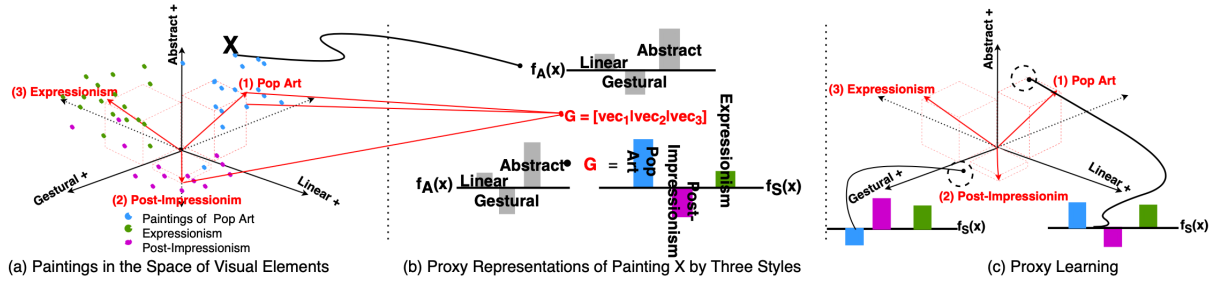 Abstract +
X
(1) Pop Art
(3) Expressionism
Gestural +
Linear +
(2) Post-Impressionim
Paintings of Pop Art
Expressionism
Post-Impressionism
(a) Paintings in the Space of Visual Elements
fA(x)
Linear
Abstract
Gestural
G = [vec1|vec2|vec3]
fA(x)
Linear
Abstract
Gestural
G =
Pop
Art
Post-
Impressionism
Expressionism
fS(x)
(b) Proxy Representations of Painting X by Three Styles
Abstract +
(1) Pop Art
(3) Expressionism
Gestural +
Linear +
(2) Post-Impressionim
fS(x)
fS(x)
(c) Proxy Learning